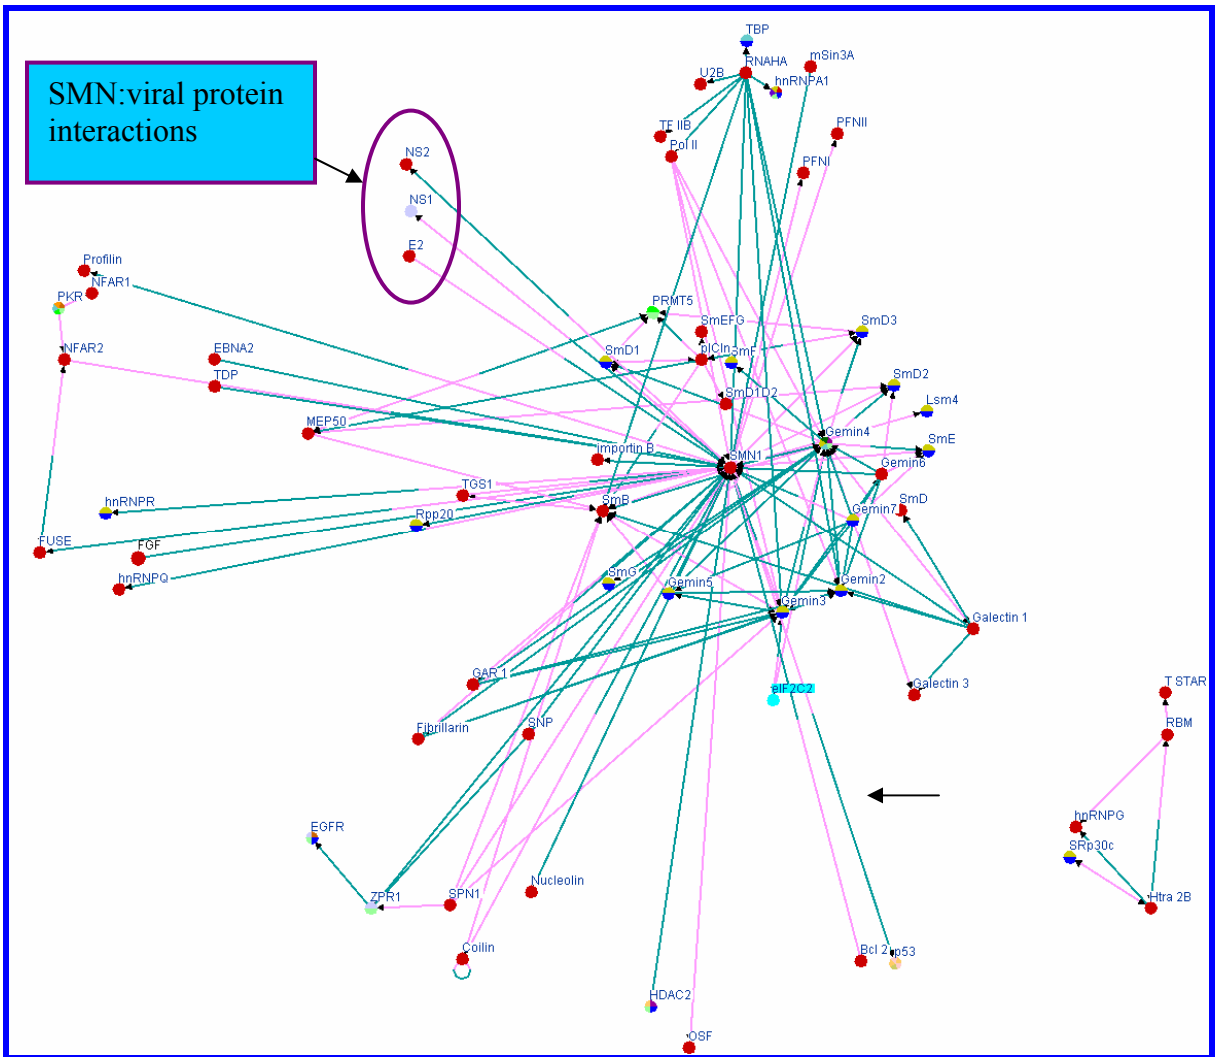 TBP
mSin3A
RNAHA
U2B
hnRNPA1
SMN:viral protein
interactions
TF IIB
PFNII
Pol II
PFNI
NS2
NS1
E2
Profilin
NFAR1
PKR
PRMT5
SmEFG
SmD3
NFAR2
EBNA2
SmD1
pICln
SmF
TDP
SmD1D2
SmD2
Lsm4
MEP50
Gemin4
SmE
Importin B
SMN1
Gemin6
TGS1
SmB
SmD
hnRNPR
Rpp20
Gemin7
FUSE
FGF
hnRNPQ
SmG
Gemin5
Gemin2
Gemin3
Galectin 1
GAR 1
eIF2C2
Galectin 3
T STAR
Fibrillarin
SNP
RBM
hnRNPG
EGFR
SRp30c
ZPR1
SPN1
Nucleolin
Htra 2B
Coilin
Bcl 2
p53
HDAC2
OSF